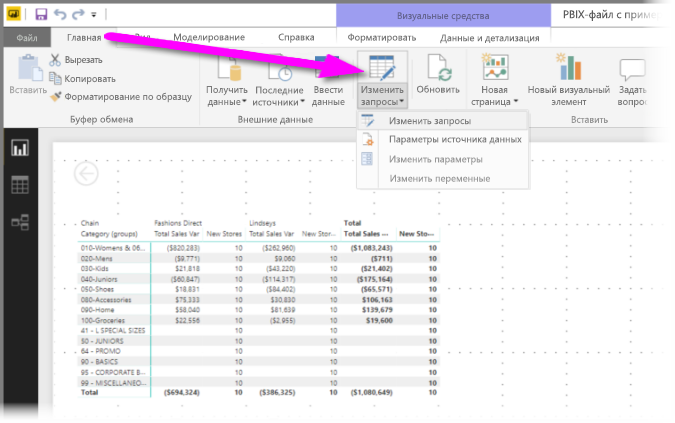 Визуальные средства
PBIX-файл с приме
Файл Главная Моделирование Справка Форматировать Данные и детализация
Вставить
Вырезать
Копировать
Форматирование по образцу
Буфер обмена
Получить данные
Последние источники
Ввести данные
Внешние данные
Изменить запросы
Обновить
Новая страница
Новый визуальный элемент
Задать вопро
Вставить
Изменить запросы
Параметры источника данных
Изменить параметры
Изменить переменные
Chain Fashions Direct Lindseys Total
Category (groups) Total Sales Var New Stores Total Sales Var New Stor... Total Sales ... New Sto...
010-Womens & 06... ($820,283) 10 ($262,960) 10 ($1,083,243) 10
020-Mens ($9,771) 10 $9,060 10 ($711) 10
030-Kids $21,818 10 ($43,220) 10 ($21,402) 10
040-Juniors ($60,847) 10 ($114,317) 10 ($175,164) 10
050-Shoes $18,831 10 ($84,402) 10 ($65,571) 10
080-Accessories $75,333 10 $30,830 10 $106,163 10
090-Home $58,040 10 $81,639 10 $139,679 10
100-Groceries $22,556 10 ($2,955) 10 $19,600 10
41 - L SPECIAL SIZES 10 10 10
50 - JUNIORS 10 10 10
64 - PROMO 10 10 10
90 - BASICS 10 10 10
95 - CORPORATE B... 10 10 10
99 - MISCELLANEO... 10 10 10
Total ($694,324) 10 ($386,325) 10 ($1,080,649) 10